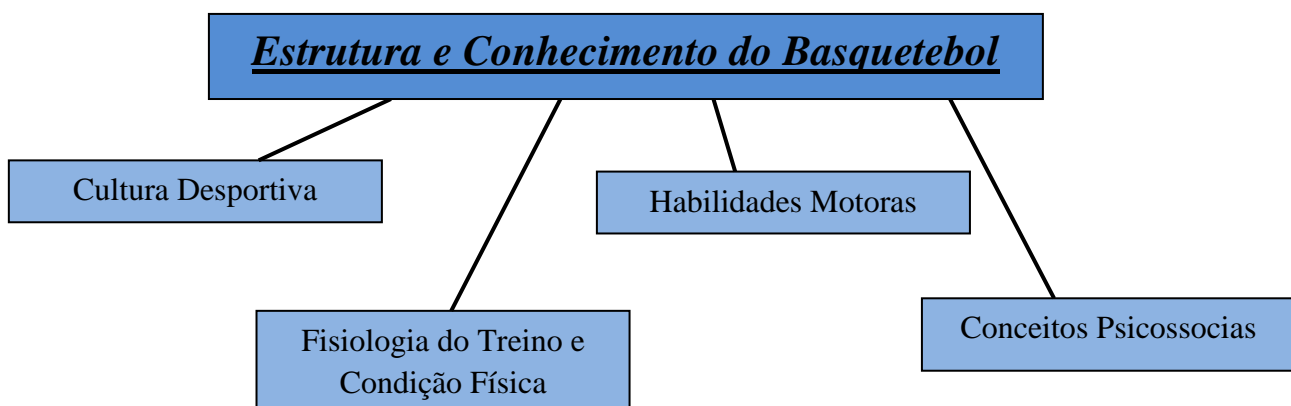 Estrutura e Conhecimento do Basquetebol
Cultura Desportiva
Habilidades Motoras
Fisiologia do Treino e
Condição Física
Conceitos Psicossocias